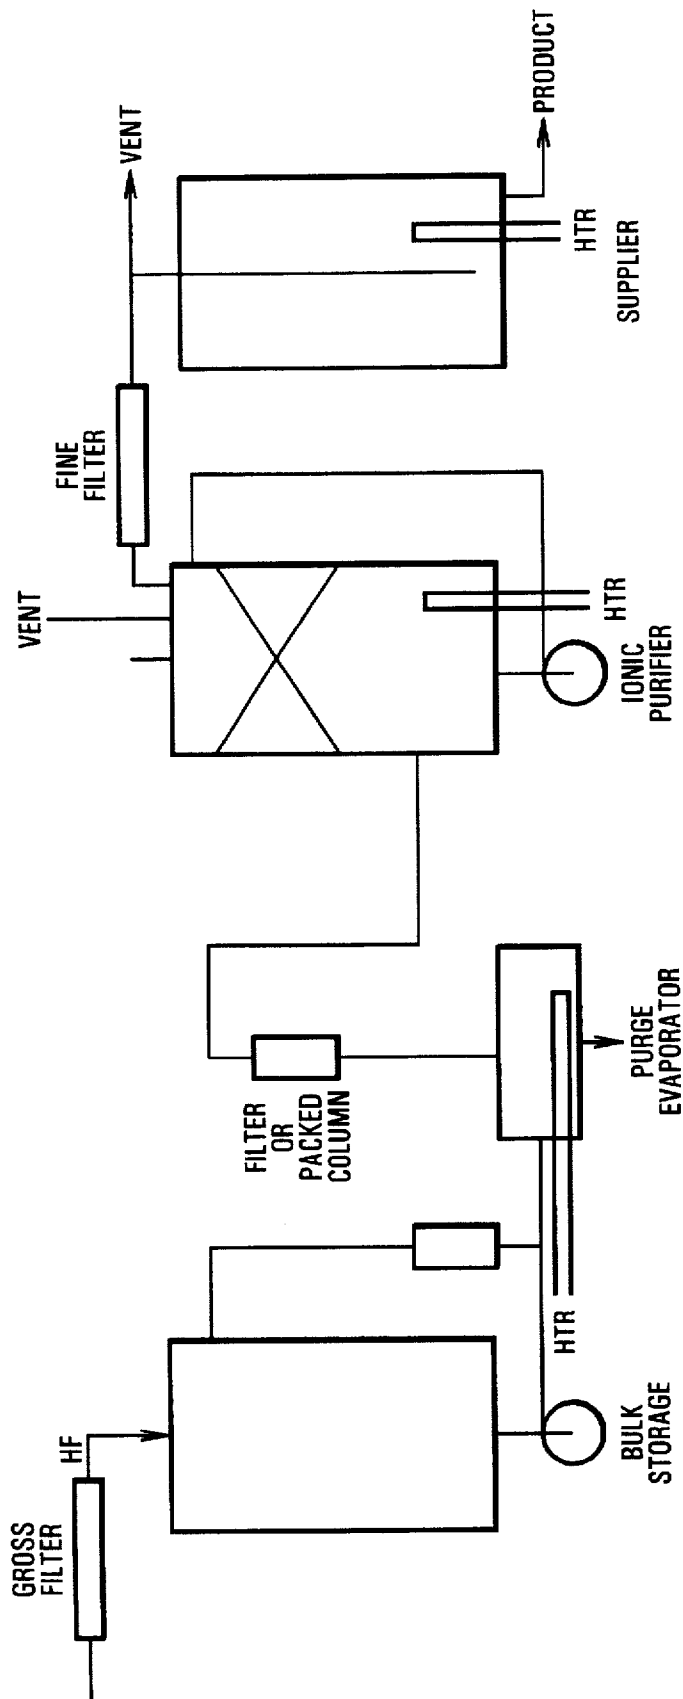 GROSS
FILTER
HF
BULK
STORAGE
HTR
FILTER
OR
PACKED
COLUMN
PURGE
EVAPORATOR
VENT
IONIC
PURIFIER
HTR
FINE
FILTER
VENT
SUPPLIER
HTR
PRODUCT